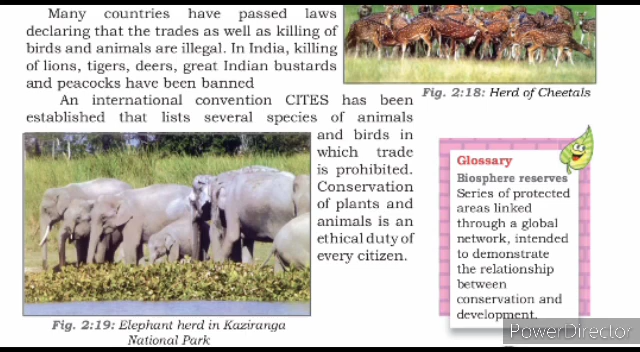 Many countries have passed laws
declaring that the trades as well as killing of
birds and animals are illegal. In India, killing
of lions, tigers, deers, great Indian bustards
and peacocks have been banned
An international convention CITES has been
established that lists several species of animals
and birds in
which trade
is prohibited.
Conservation
of plants and
animals is an
ethical duty of
every citizen.
Fig. 2:18: Herd of Cheetals
Fig. 2:19: Elephant herd in Kaziranga
National Park
Glossary
Biosphere reserves
Series of protected
areas linked
through a global
network, intended
to demonstrate
the relationship
between
conservation and
development.
PowerDirector